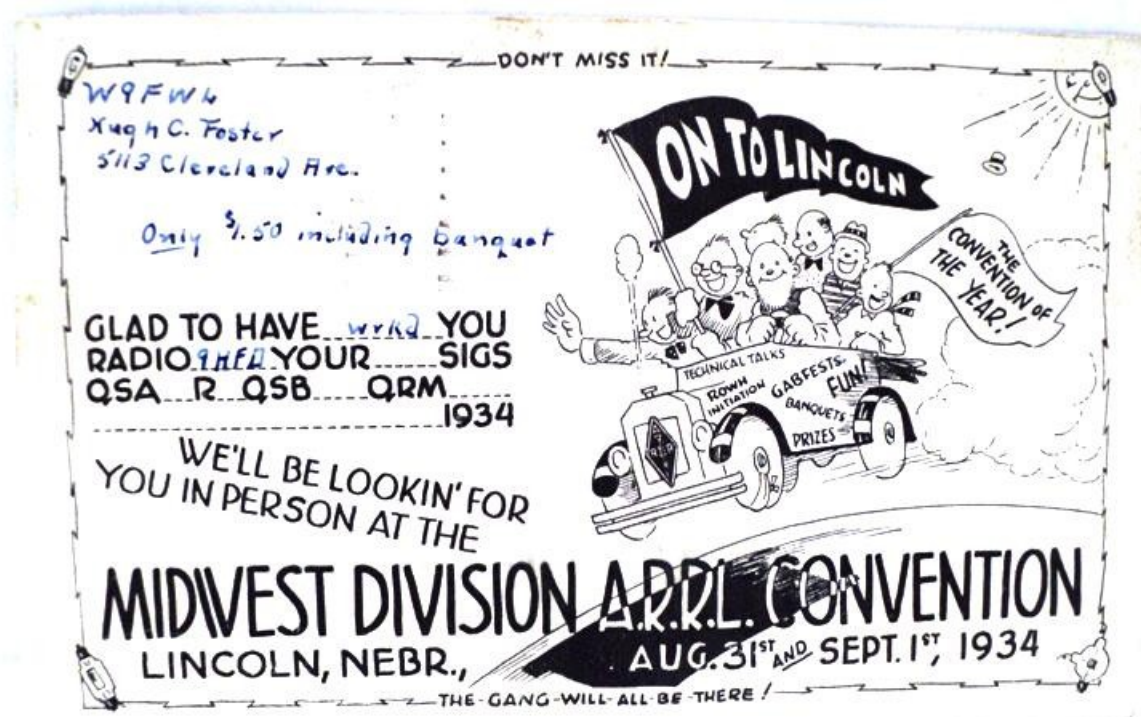 DON'T MISS IT!
W9FWW
Hugh C. Foster
5113 Cleveland Ave.
Only $1.50 including banquet
ON TO LINCOLN
THE
CONVENTION OF
THE YEAR!
GLAD TO HAVE wrkd YOU
RADIO YOUR SIGS
QSA R QSB QRM
1934
TECHNICAL TALKS
ROWH
INITIATION
GABFESTS
FUN!
BANQUETS
PRIZES
WE'LL BE LOOKIN' FOR
YOU IN PERSON AT THE
MIDWEST DIVISION A.R.R.L. CONVENTION
LINCOLN, NEBR., AUG. 31ST AND SEPT. 1ST, 1934
THE-GANG-WILL-ALL-BE-THERE!